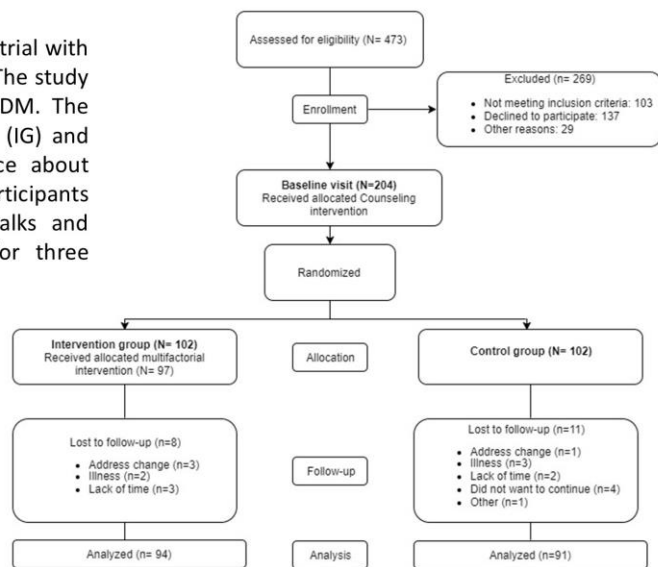 trial with
The study
DM. The
(IG) and
ce about
rticipants
alks and
or three
Assessed for eligibility (N= 473)
Enrollment
Excluded (n= 269)
• Not meeting inclusion criteria: 103
• Declined to participate: 137
• Other reasons: 29
Baseline visit (N=204)
Received allocated Counseling
intervention
Randomized
Intervention group (N= 102)
Received allocated multifactorial
intervention (N= 97)
Allocation
Control group (N= 102)
Lost to follow-up (n=8)
• Address change (n=3)
• Illness (n=2)
• Lack of time (n=3)
Follow-up
Lost to follow-up (n=11)
• Address change (n=1)
• Illness (n=3)
• Lack of time (n=2)
• Did not want to continue (n=4)
• Other (n=1)
Analyzed (n= 94)
Analysis
Analyzed (n=91)